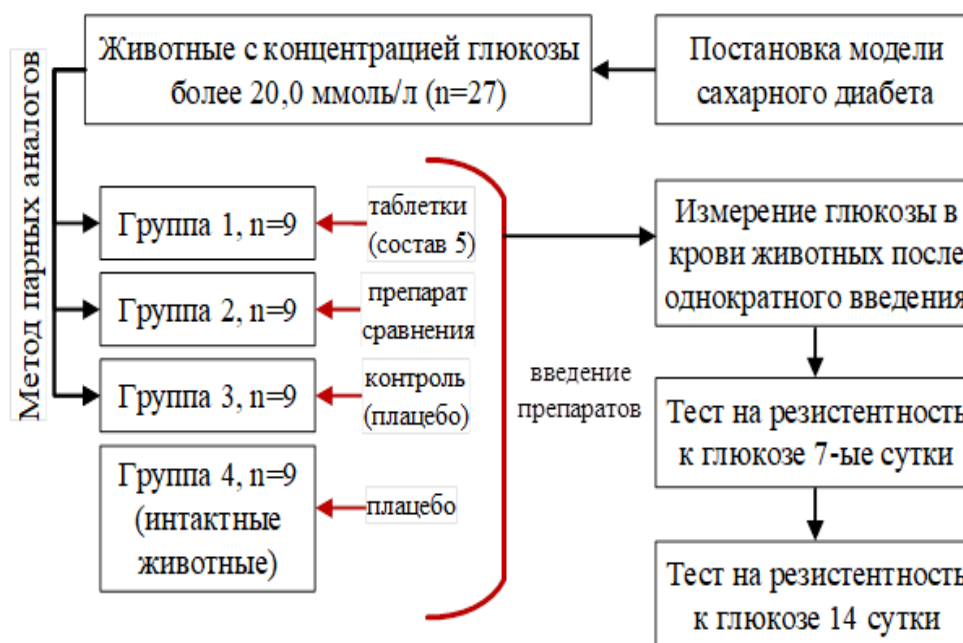 Животные с концентрацией глюкозы
более 20,0 ммоль/л (n=27)
Постановка модели
сахарного диабета
Метод парных аналогов
Группа 1, n=9
таблетки
(состав 5)
Группа 2, n=9
препарат
сравнения
Группа 3, n=9
контроль
(плацебо)
Группа 4, n=9
(интактные
животные)
плацебо
введение
препаратов
Измерение глюкозы в
крови животных после
однократного введения
Тест на резистентность
к глюкозе 7-ые сутки
Тест на резистентность
к глюкозе 14 сутки